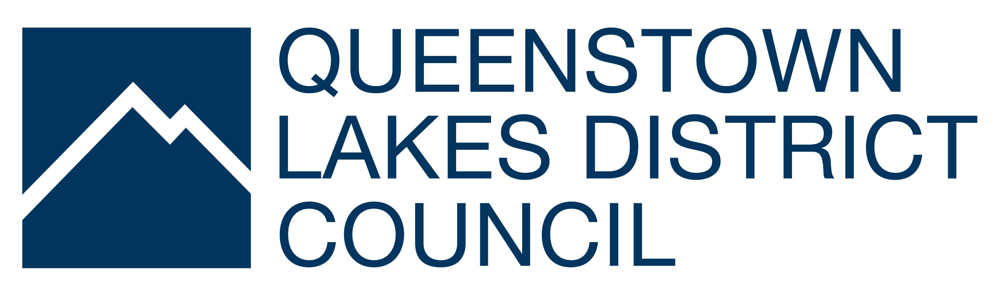 QUEENSTOWN
LAKES DISTRICT
COUNCIL